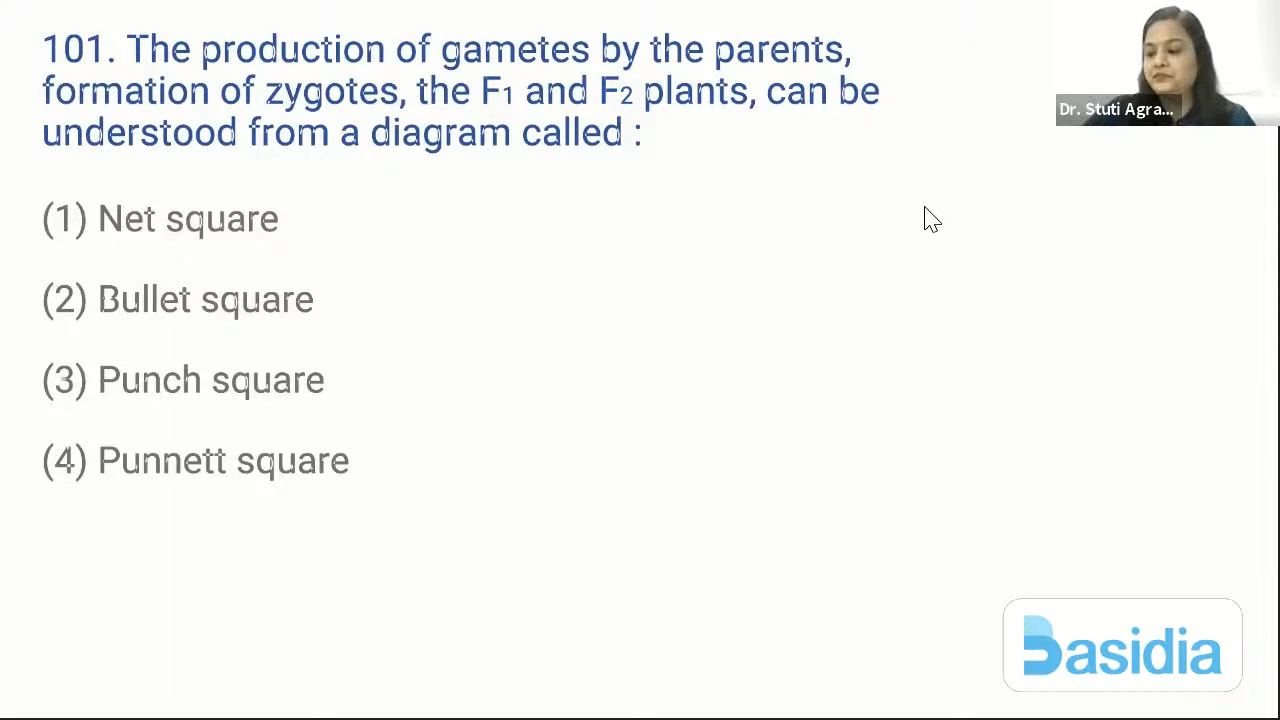 101. The production of gametes by the parents,
formation of zygotes, the F1 and F2 plants, can be
understood from a diagram called :
Dr. Stuti Agra...
(1) Net square
(2) Bullet square
(3) Punch square
(4) Punnett square
Basidia